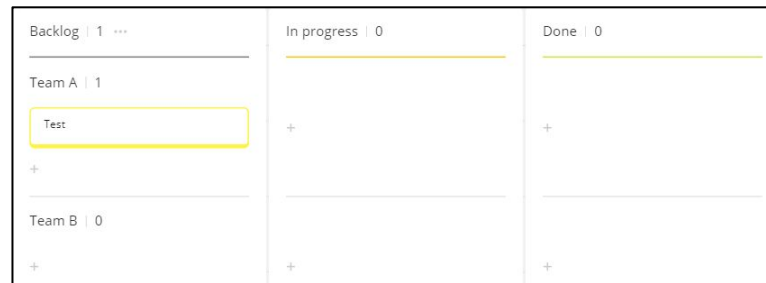 Backlog | 1 ···
In progress | 0
Done | 0
Team A | 1
Test
+
+
+
Team B | 0
+
+
+